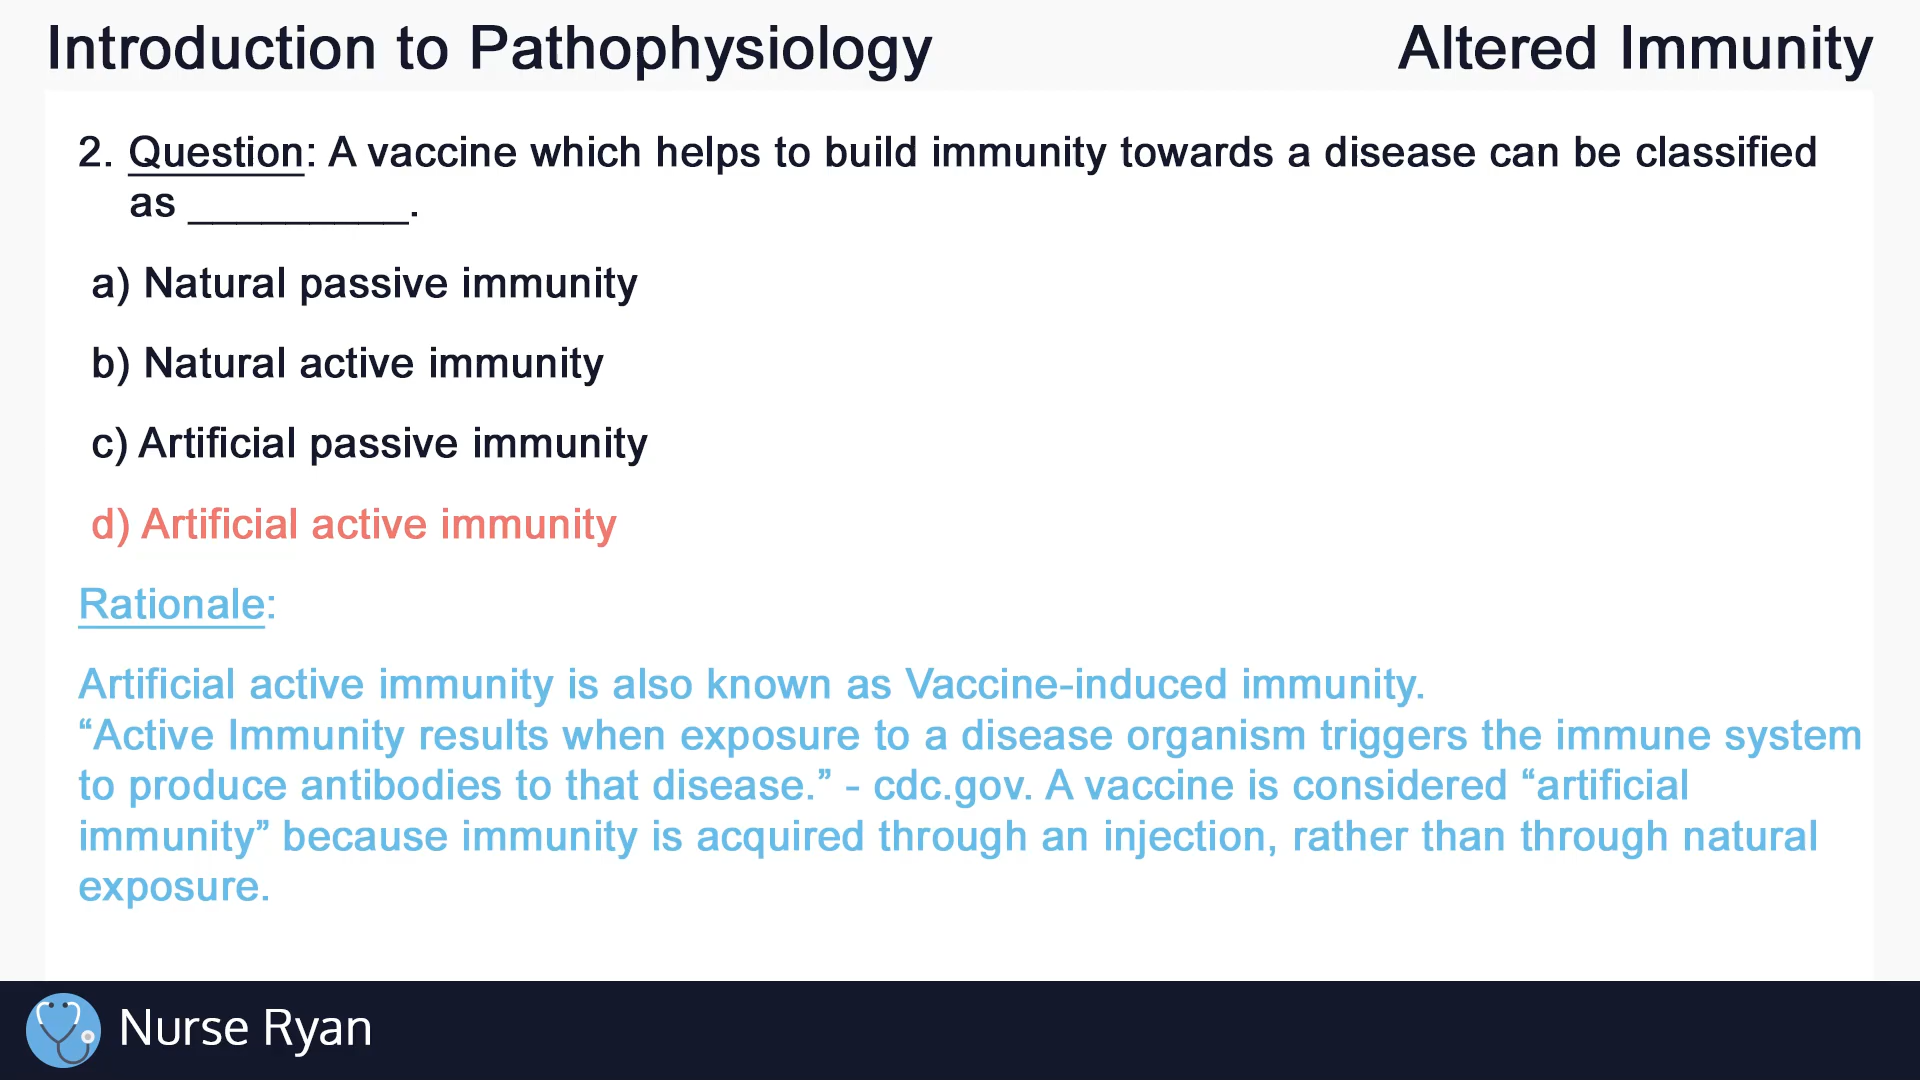 Introduction to Pathophysiology
Altered Immunity
2. Question: A vaccine which helps to build immunity towards a disease can be classified
as _________.
a) Natural passive immunity
b) Natural active immunity
c) Artificial passive immunity
d) Artificial active immunity
Rationale:
Artificial active immunity is also known as Vaccine-induced immunity.
“Active Immunity results when exposure to a disease organism triggers the immune system
to produce antibodies to that disease.” - cdc.gov. A vaccine is considered “artificial
immunity” because immunity is acquired through an injection, rather than through natural
exposure.
Nurse Ryan